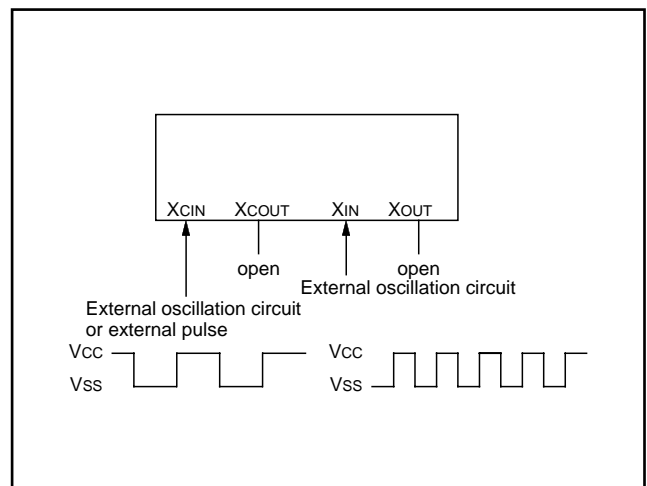 XCIN XCOUT XIN XOUT
open open
External oscillation circuit
External oscillation circuit
or external pulse
VCC VCC
VSS VSS